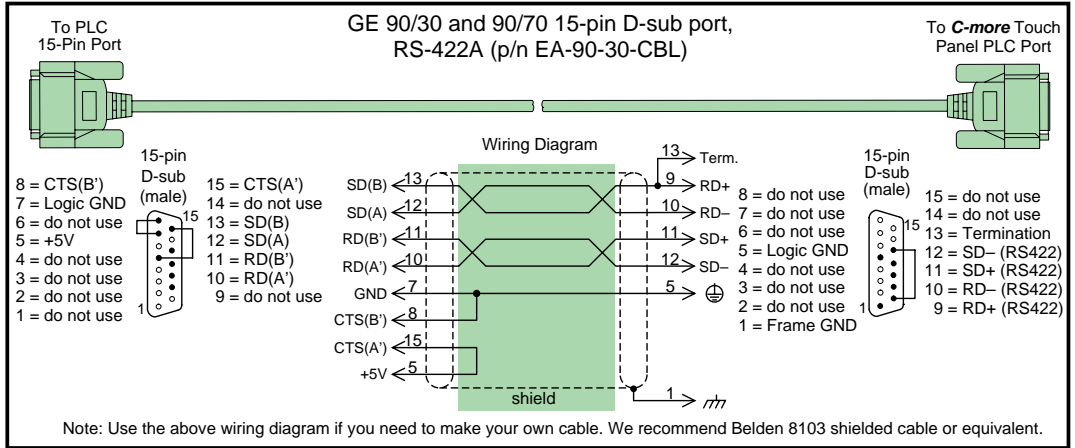 To PLC
15-Pin Port
GE 90/30 and 90/70 15-pin D-sub port,
RS-422A (p/n EA-90-30-CBL)
To C-more Touch
Panel PLC Port
15-pin
D-sub
(male)
8 = CTS(B')
7 = Logic GND
6 = do not use
5 = +5V
4 = do not use
3 = do not use
2 = do not use
1 = do not use
15
1
15 = CTS(A')
14 = do not use
13 = SD(B)
12 = SD(A)
11 = RD(B')
10 = RD(A')
9 = do not use
Wiring Diagram
13 Term.
SD(B) 13 9 RD+
SD(A) 12 10 RD–
RD(B') 11 11 SD+
RD(A') 10 12 SD–
GND 7 5
CTS(B') 8
CTS(A') 15
+5V 5
shield
1
8 = do not use
7 = do not use
6 = do not use
5 = Logic GND
4 = do not use
3 = do not use
2 = do not use
1 = Frame GND
15-pin
D-sub
(male)
15
1
15 = do not use
14 = do not use
13 = Termination
12 = SD– (RS422)
11 = SD+ (RS422)
10 = RD– (RS422)
9 = RD+ (RS422)
Note: Use the above wiring diagram if you need to make your own cable. We recommend Belden 8103 shielded cable or equivalent.